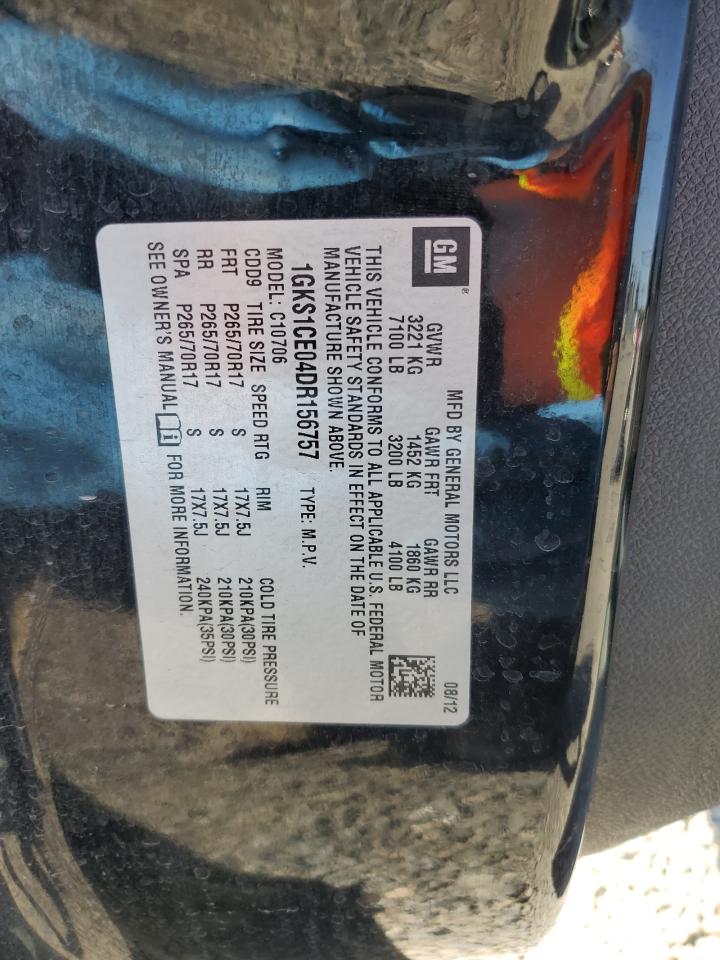 GM ®
MFD BY GENERAL MOTORS LLC 08/12
GVWR GAWR FRT GAWR RR
3221 KG 1452 KG 1860 KG
7100 LB 3200 LB 4100 LB
THIS VEHICLE CONFORMS TO ALL APPLICABLE U.S. FEDERAL MOTOR
VEHICLE SAFETY STANDARDS IN EFFECT ON THE DATE OF
MANUFACTURE SHOWN ABOVE.
1GKS1CE04DR156757 TYPE: M.P.V.
MODEL: C10706
CDD9 TIRE SIZE SPEED RTG RIM COLD TIRE PRESSURE
FRT P265/70R17 S 17X7.5J 210KPA(30PSI)
RR P265/70R17 S 17X7.5J 210KPA(30PSI)
SPA P265/70R17 S 17X7.5J 240KPA(35PSI)
SEE OWNER'S MANUAL FOR MORE INFORMATION.